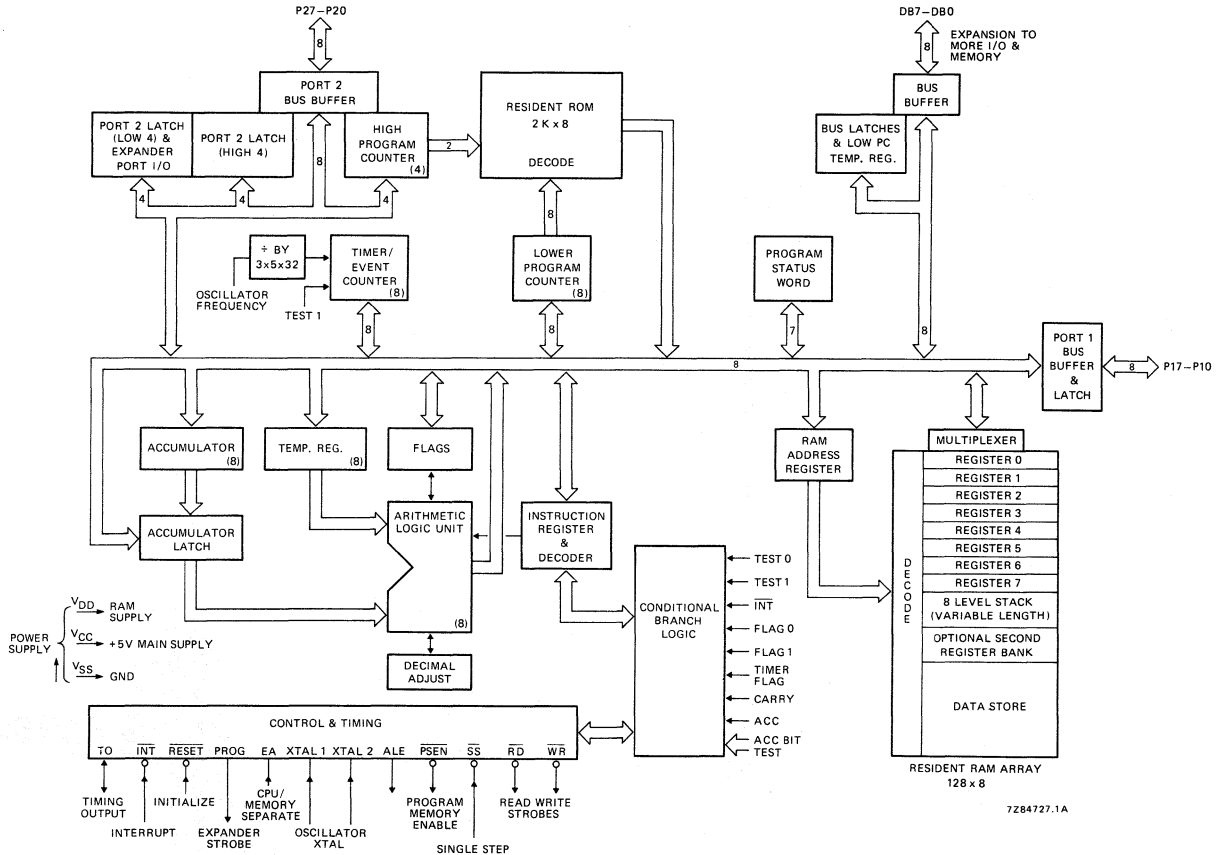 P27–P20
8
PORT 2
BUS BUFFER
PORT 2 LATCH
(LOW 4) &
EXPANDER
PORT I/O
PORT 2 LATCH
(HIGH 4)
8
HIGH
PROGRAM
COUNTER
(4)
2
RESIDENT ROM
2 K x 8
DECODE
DB7–DB0
8
EXPANSION TO
MORE I/O &
MEMORY
BUS
BUFFER
BUS LATCHES
& LOW PC
TEMP. REG.
4
4
4
8
÷ BY
3x5x32
OSCILLATOR
FREQUENCY
TEST 1
TIMER/
EVENT
COUNTER
(8)
LOWER
PROGRAM
COUNTER
(8)
PROGRAM
STATUS
WORD
8
8
7
8
8
PORT 1
BUS
BUFFER
&
LATCH
8
P17–P10
ACCUMULATOR
(8)
TEMP. REG.
(8)
FLAGS
RAM
ADDRESS
REGISTER
MULTIPLEXER
ACCUMULATOR
LATCH
ARITHMETIC
LOGIC UNIT
(8)
INSTRUCTION
REGISTER
&
DECODER
DECIMAL
ADJUST
CONDITIONAL
BRANCH
LOGIC
TEST 0
TEST 1
I̅N̅T̅
FLAG 0
FLAG 1
TIMER
FLAG
CARRY
ACC
ACC BIT
TEST
DECODE
REGISTER 0
REGISTER 1
REGISTER 2
REGISTER 3
REGISTER 4
REGISTER 5
REGISTER 6
REGISTER 7
8 LEVEL STACK
(VARIABLE LENGTH)
OPTIONAL SECOND
REGISTER BANK
DATA STORE
RESIDENT RAM ARRAY
128 x 8
POWER
SUPPLY
VDD
RAM
SUPPLY
VCC
+5V MAIN SUPPLY
VSS
GND
CONTROL & TIMING
TO I̅N̅T̅ R̅E̅S̅E̅T̅ PROG EA XTAL 1 XTAL 2 ALE P̅S̅E̅N̅ S̅S̅ R̅D̅ W̅R̅
TIMING
OUTPUT
INTERRUPT
INITIALIZE
EXPANDER
STROBE
CPU/
MEMORY
SEPARATE
OSCILLATOR
XTAL
PROGRAM
MEMORY
ENABLE
SINGLE STEP
READ WRITE
STROBES
7Z84727.1A